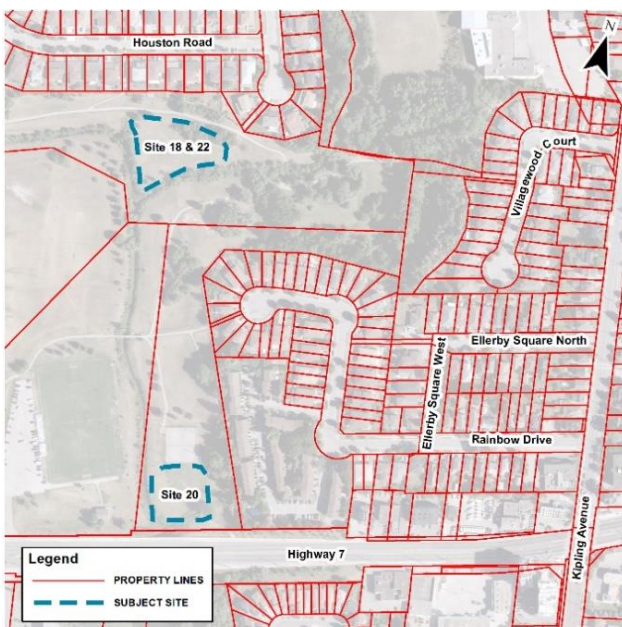 Houston Road
N
Site 18 & 22
Villagewood Court
Ellerby Square North
Ellerby Square West
Rainbow Drive
Site 20
Kipling Avenue
Highway 7
Legend
PROPERTY LINES
SUBJECT SITE